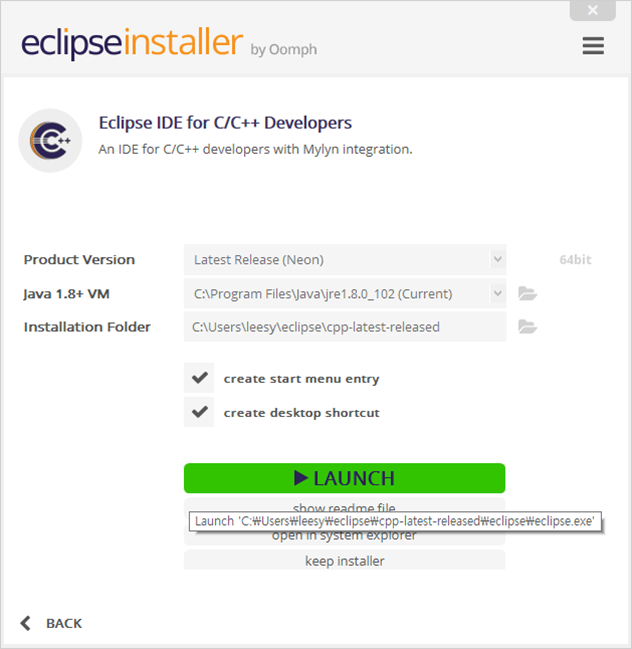 eclipseinstaller by Oomph
Eclipse IDE for C/C++ Developers
An IDE for C/C++ developers with Mylyn integration.
Product Version Latest Release (Neon) 64bit
Java 1.8+ VM C:\Program Files\Java\jre1.8.0_102 (Current)
Installation Folder C:\Users\leesy\eclipse\cpp-latest-released
create start menu entry
create desktop shortcut
LAUNCH
show readme file
Launch 'C:₩Users₩leesy₩eclipse₩cpp-latest-released₩eclipse₩eclipse.exe'
open in system explorer
keep installer
BACK